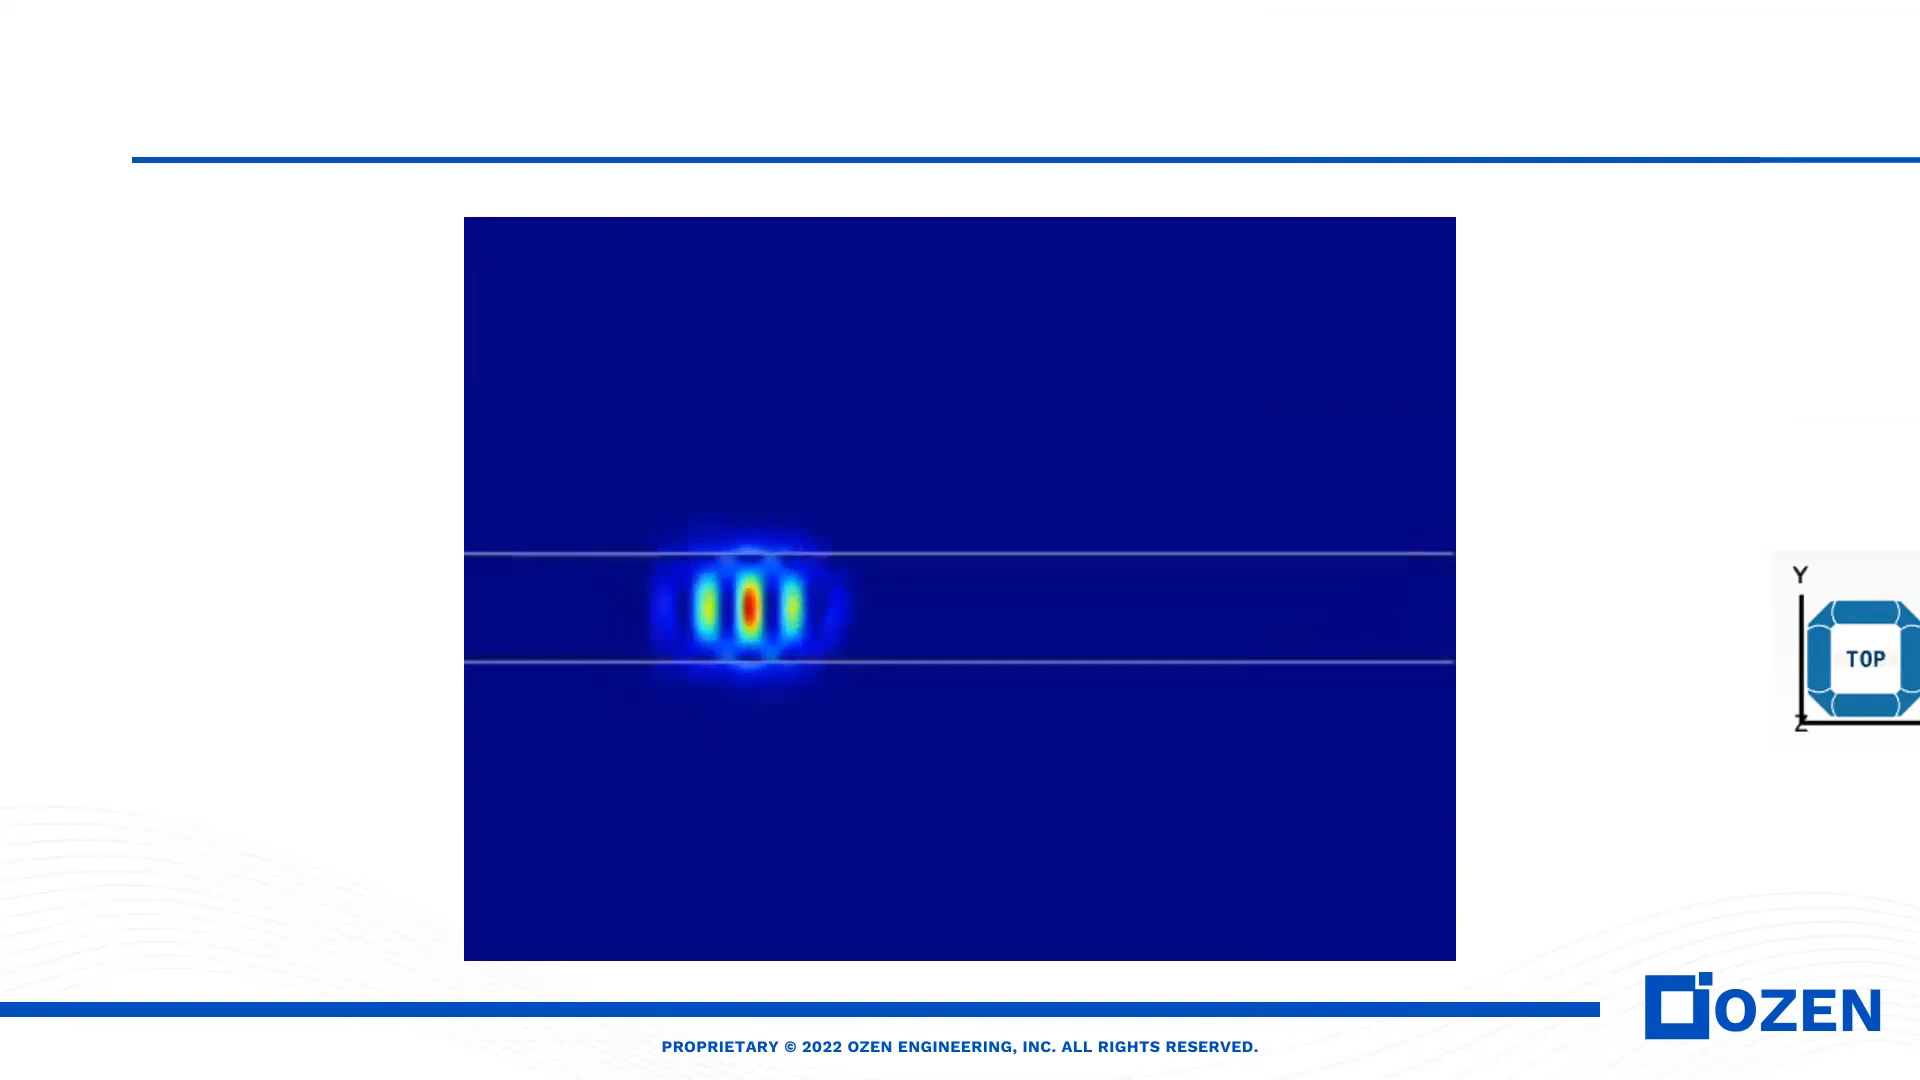 Y
TOP
Z
OZEN
PROPRIETARY © 2022 OZEN ENGINEERING, INC. ALL RIGHTS RESERVED.